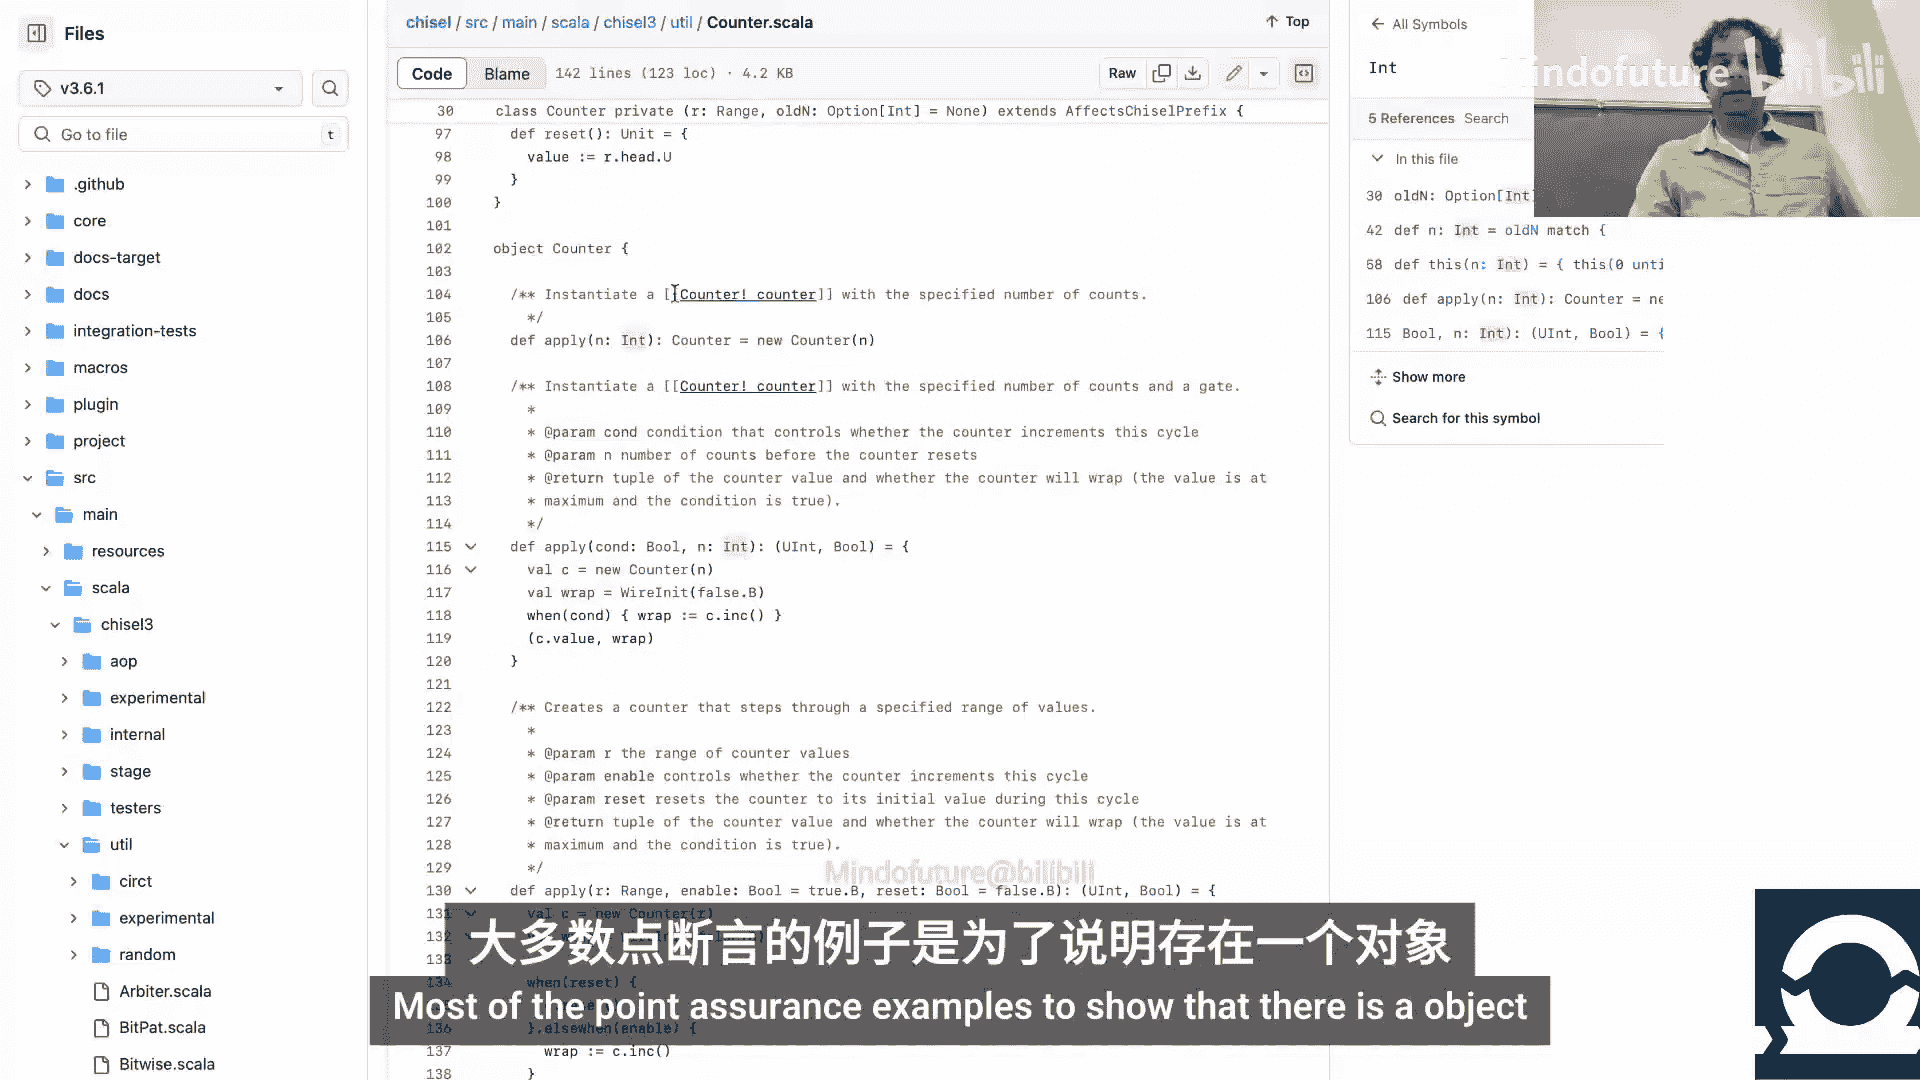 Files
v3.6.1
Go to file
t
.github
core
docs-target
docs
integration-tests
macros
plugin
project
src
main
resources
scala
chisel3
aop
experimental
internal
stage
testers
util
circt
experimental
random
Arbiter.scala
BitPat.scala
Bitwise.scala
chisel / src / main / scala / chisel3 / util / Counter.scala
Top
Code
Blame
142 lines (123 loc) · 4.2 KB
Raw
30 class Counter private (r: Range, oldN: Option[Int] = None) extends AffectsChiselPrefix {
97 def reset(): Unit = {
98 value := r.head.U
99 }
100 }
101
102 object Counter {
103
104 /** Instantiate a [[Counter! counter]] with the specified number of counts.
105 */
106 def apply(n: Int): Counter = new Counter(n)
107
108 /** Instantiate a [[Counter! counter]] with the specified number of counts and a gate.
109 *
110 * @param cond condition that controls whether the counter increments this cycle
111 * @param n number of counts before the counter resets
112 * @return tuple of the counter value and whether the counter will wrap (the value is at
113 * maximum and the condition is true).
114 */
115 def apply(cond: Bool, n: Int): (UInt, Bool) = {
116 val c = new Counter(n)
117 val wrap = WireInit(false.B)
118 when(cond) { wrap := c.inc() }
119 (c.value, wrap)
120 }
121
122 /** Creates a counter that steps through a specified range of values.
123 *
124 * @param r the range of counter values
125 * @param enable controls whether the counter increments this cycle
126 * @param reset resets the counter to its initial value during this cycle
127 * @return tuple of the counter value and whether the counter will wrap (the value is at
128 * maximum and the condition is true).
129 */
130 def apply(r: Range, enable: Bool = true.B, reset: Bool = false.B): (UInt, Bool) = {
131 val c = new Counter(r)
132
133
134 when(reset) {
136 }.elsewhen(enable) {
137 wrap := c.inc()
138 }
Mindofuture@bilibili
大多数点断言的例子是为了说明存在一个对象
Most of the point assurance examples to show that there is a object
All Symbols
Int
5 References Search
In this file
30 oldN: Option[Int]
42 def n: Int = oldN match {
58 def this(n: Int) = { this(0 unti
106 def apply(n: Int): Counter = ne
115 Bool, n: Int): (UInt, Bool) = {
Show more
Search for this symbol
Mindofuture bilibili